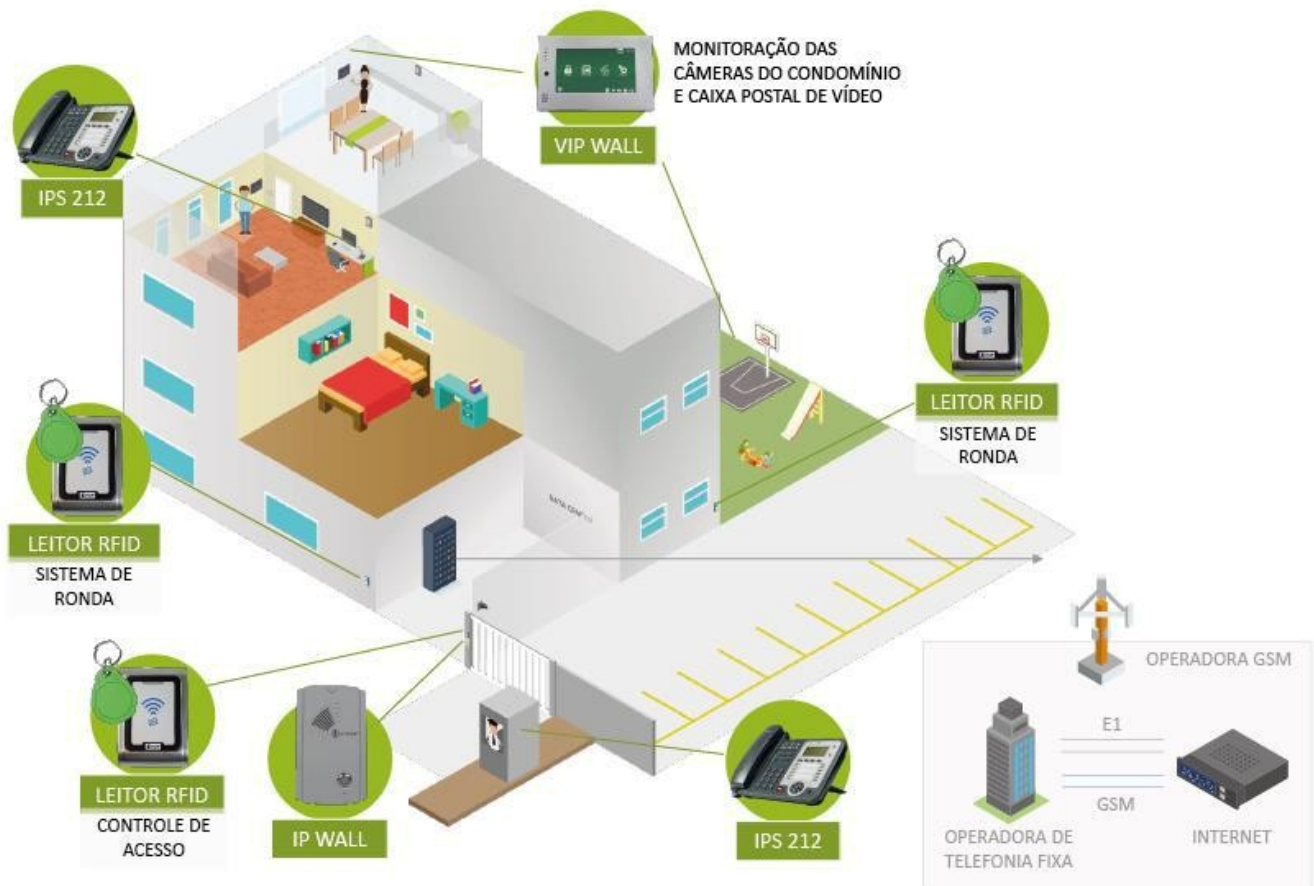 MONITORAÇÃO DAS
CÂMERAS DO CONDOMÍNIO
E CAIXA POSTAL DE VÍDEO
VIP WALL
IPS 212
LEITOR RFID
SISTEMA DE
RONDA
LEITOR RFID
SISTEMA DE
RONDA
LEITOR RFID
CONTROLE DE
ACESSO
IP WALL
IPS 212
OPERADORA GSM
E1
GSM
OPERADORA DE
TELEFONIA FIXA
INTERNET